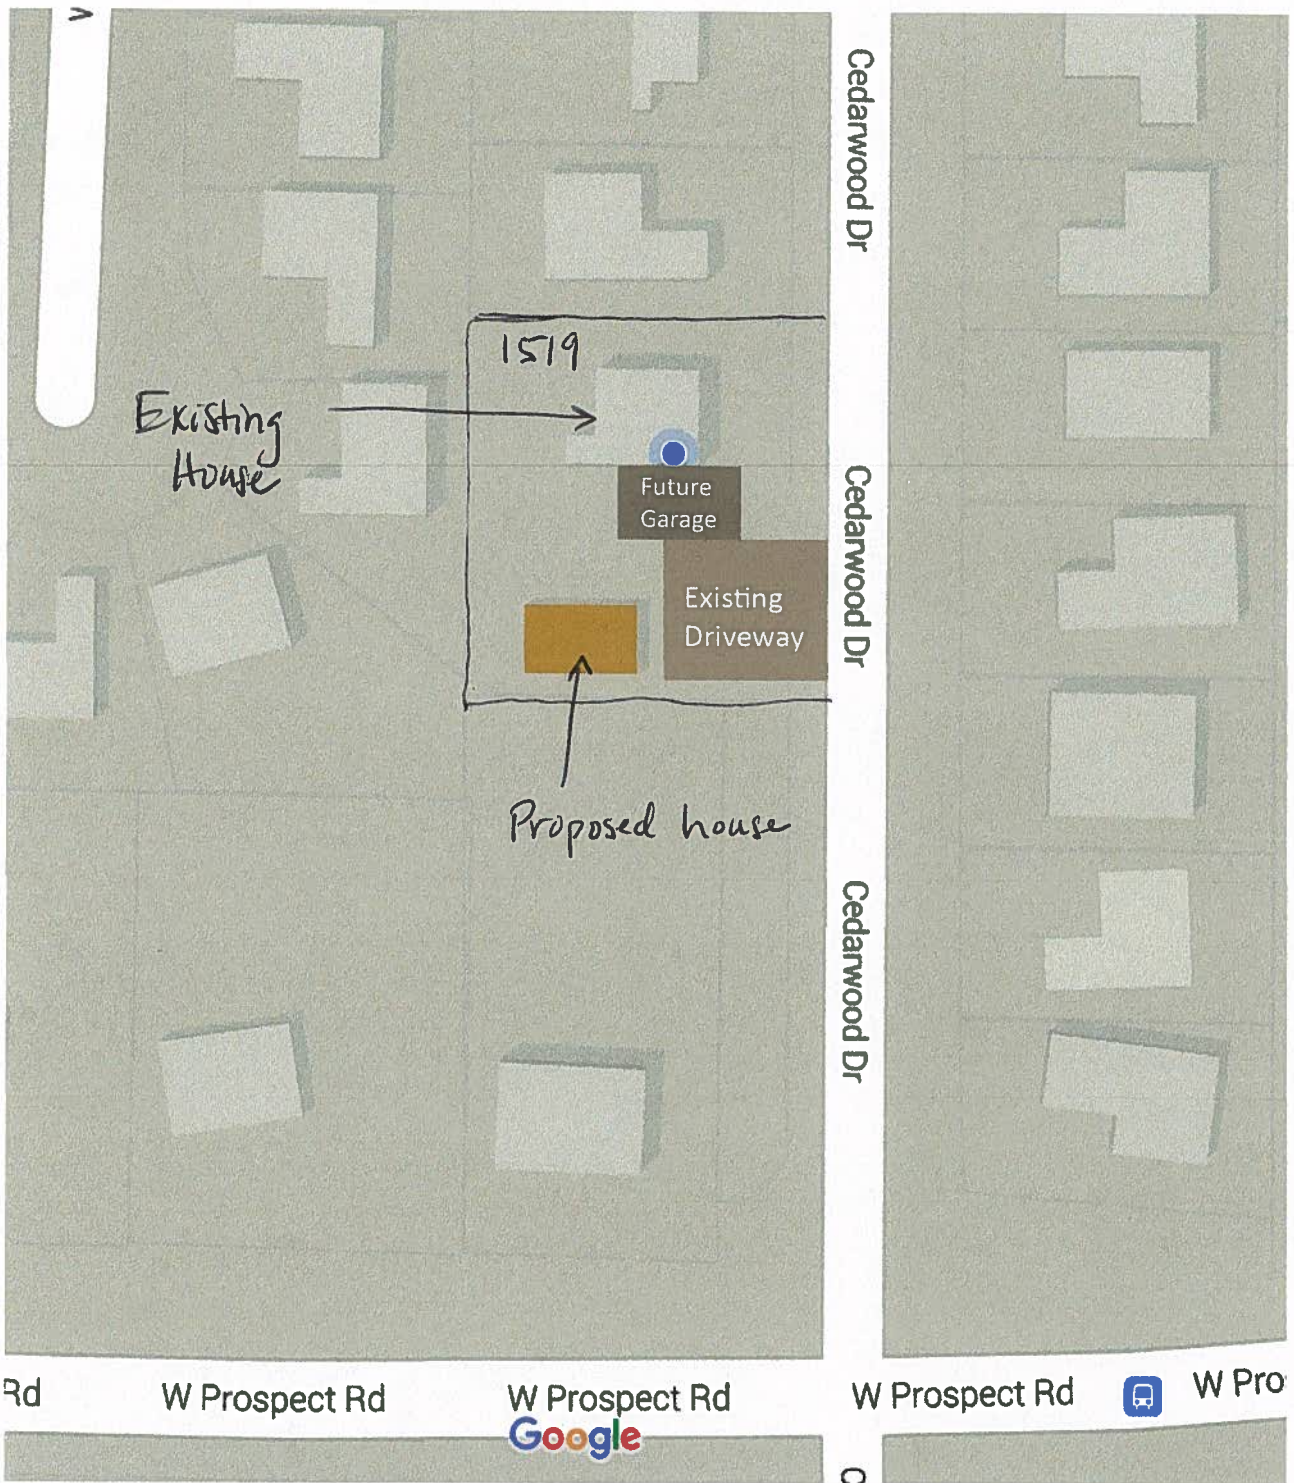 Cedarwood Dr
1519
Existing
House
Future
Garage
Cedarwood Dr
Existing
Driveway
Proposed house
Cedarwood Dr
Rd
W Prospect Rd
W Prospect Rd
W Prospect Rd
W Pro
Google